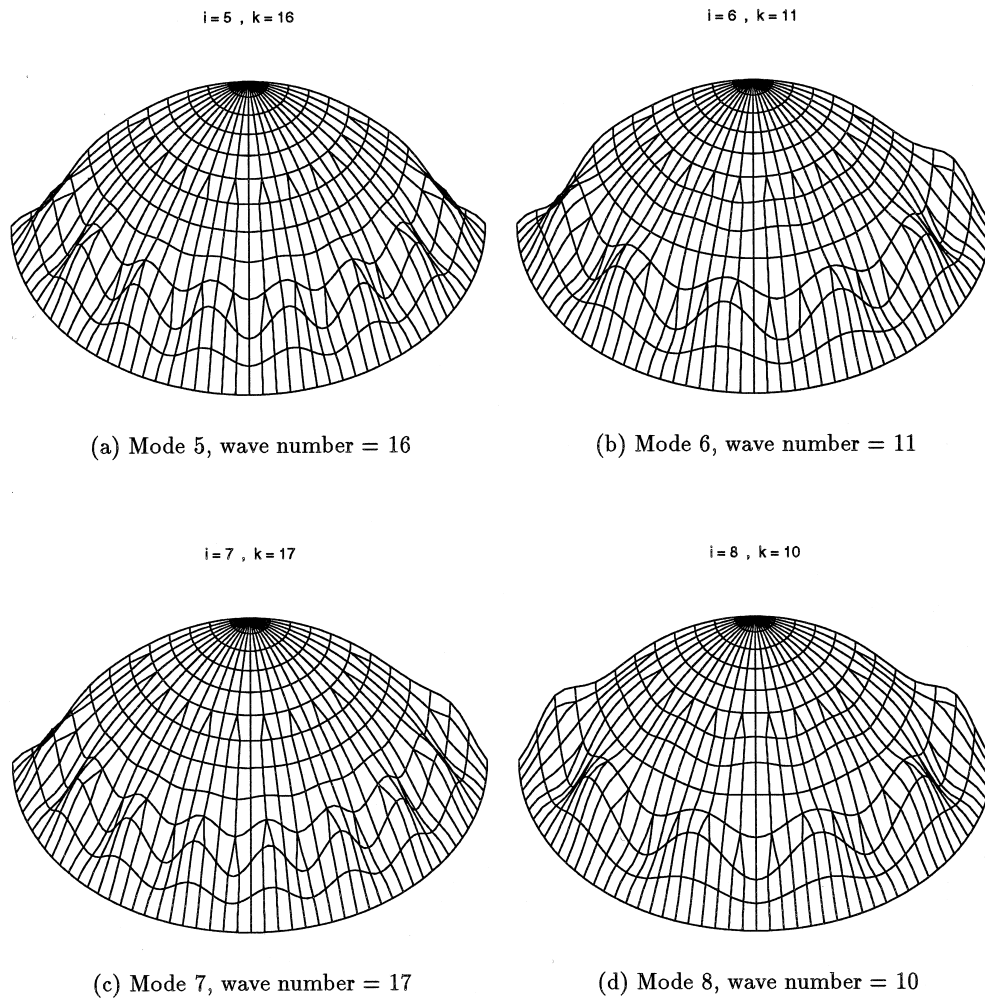 i = 5 , k = 16
i = 6 , k = 11
(a) Mode 5, wave number = 16
(b) Mode 6, wave number = 11
i = 7 , k = 17
i = 8 , k = 10
(c) Mode 7, wave number = 17
(d) Mode 8, wave number = 10